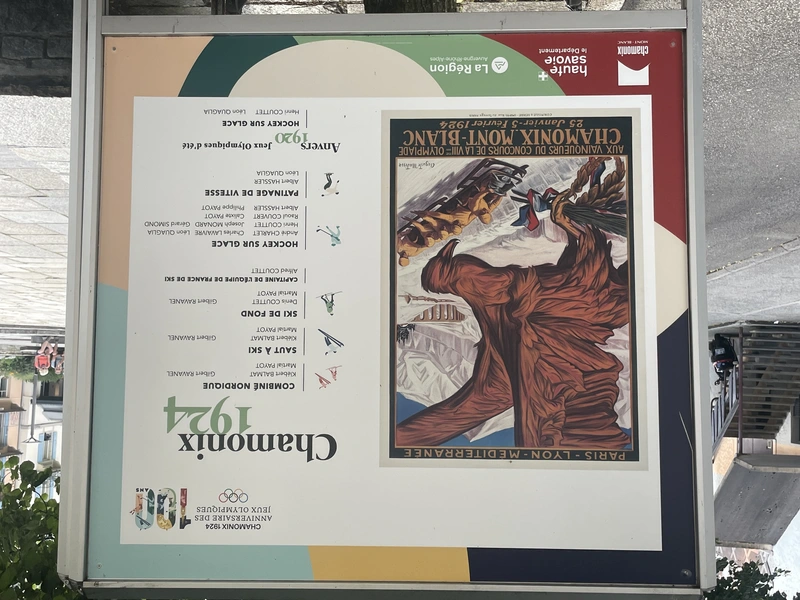 CHAMONIX 1924
ANNIVERSAIRE DES
JEUX OLYMPIQUES
100
ANS
PARIS - LYON - MEDITERRANEE
AUX VAINQUEURS DU CONCOURS DE LA VIIIE OLYMPIADE
CHAMONIX MONT-BLANC
25 Janvier-5 Février 1924
Chamonix
1924
COMBINÉ NORDIQUE
Klébert BALMAT Gilbert RAVANEL
Martial PAYOT
SAUT À SKI
Klébert BALMAT Gilbert RAVANEL
Martial PAYOT
SKI DE FOND
Denis COUTTET Gilbert RAVANEL
Martial PAYOT
CAPITAINE DE L'ÉQUIPE DE FRANCE DE SKI
Alfred COUTTET
HOCKEY SUR GLACE
André CHARLET Charles LAVAIVRE Léon QUAGLIA
Henri COUTTET Joseph MONARD Gérard SIMOND
Raoul COUVERT Calixte PAYOT
Albert HASSLER Philippe PAYOT
PATINAGE DE VITESSE
Albert HASSLER
Léon QUAGLIA
Anvers 1920 Jeux Olympiques d'été
HOCKEY SUR GLACE
Henri COUTTET Léon QUAGLIA
chamonix
MONT-BLANC
haute
savoie
le Département
La Région
Auvergne-Rhône-Alpes